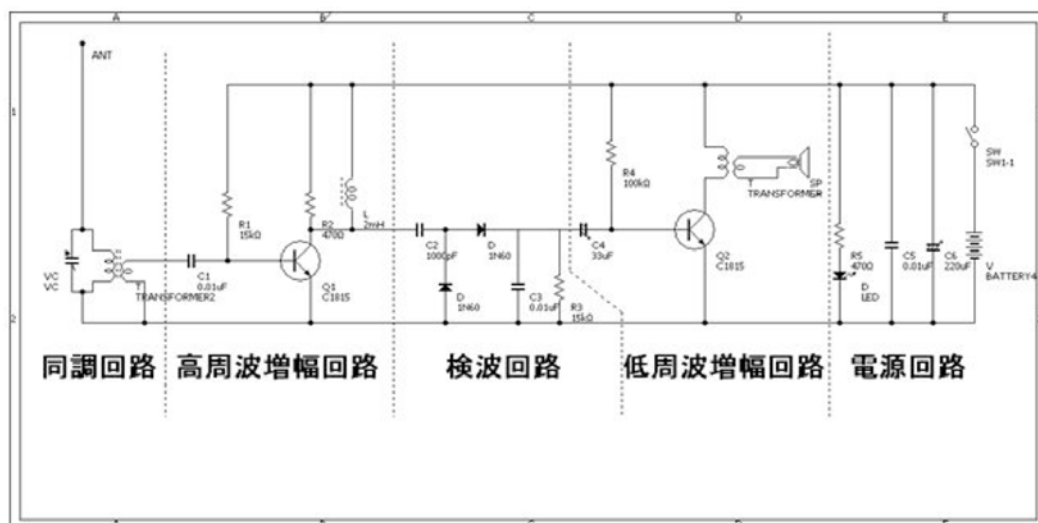 A
B
C
D
E
ANT
1
R1
15kΩ
R2
470Ω
L
2mH
R4
100kΩ
SP
TRANSFORMER
SW
SW1-1
VC
VC
TRANSFORMER2
C1
0.01uF
Q1
C1815
C2
1000pF
D
1N60
D
1N60
C3
0.01uF
R3
15kΩ
C4
33uF
Q2
C1815
R5
470Ω
D
LED
C5
0.01uF
C6
220uF
V
BATTERY4
2
同調回路
高周波増幅回路
検波回路
低周波増幅回路
電源回路